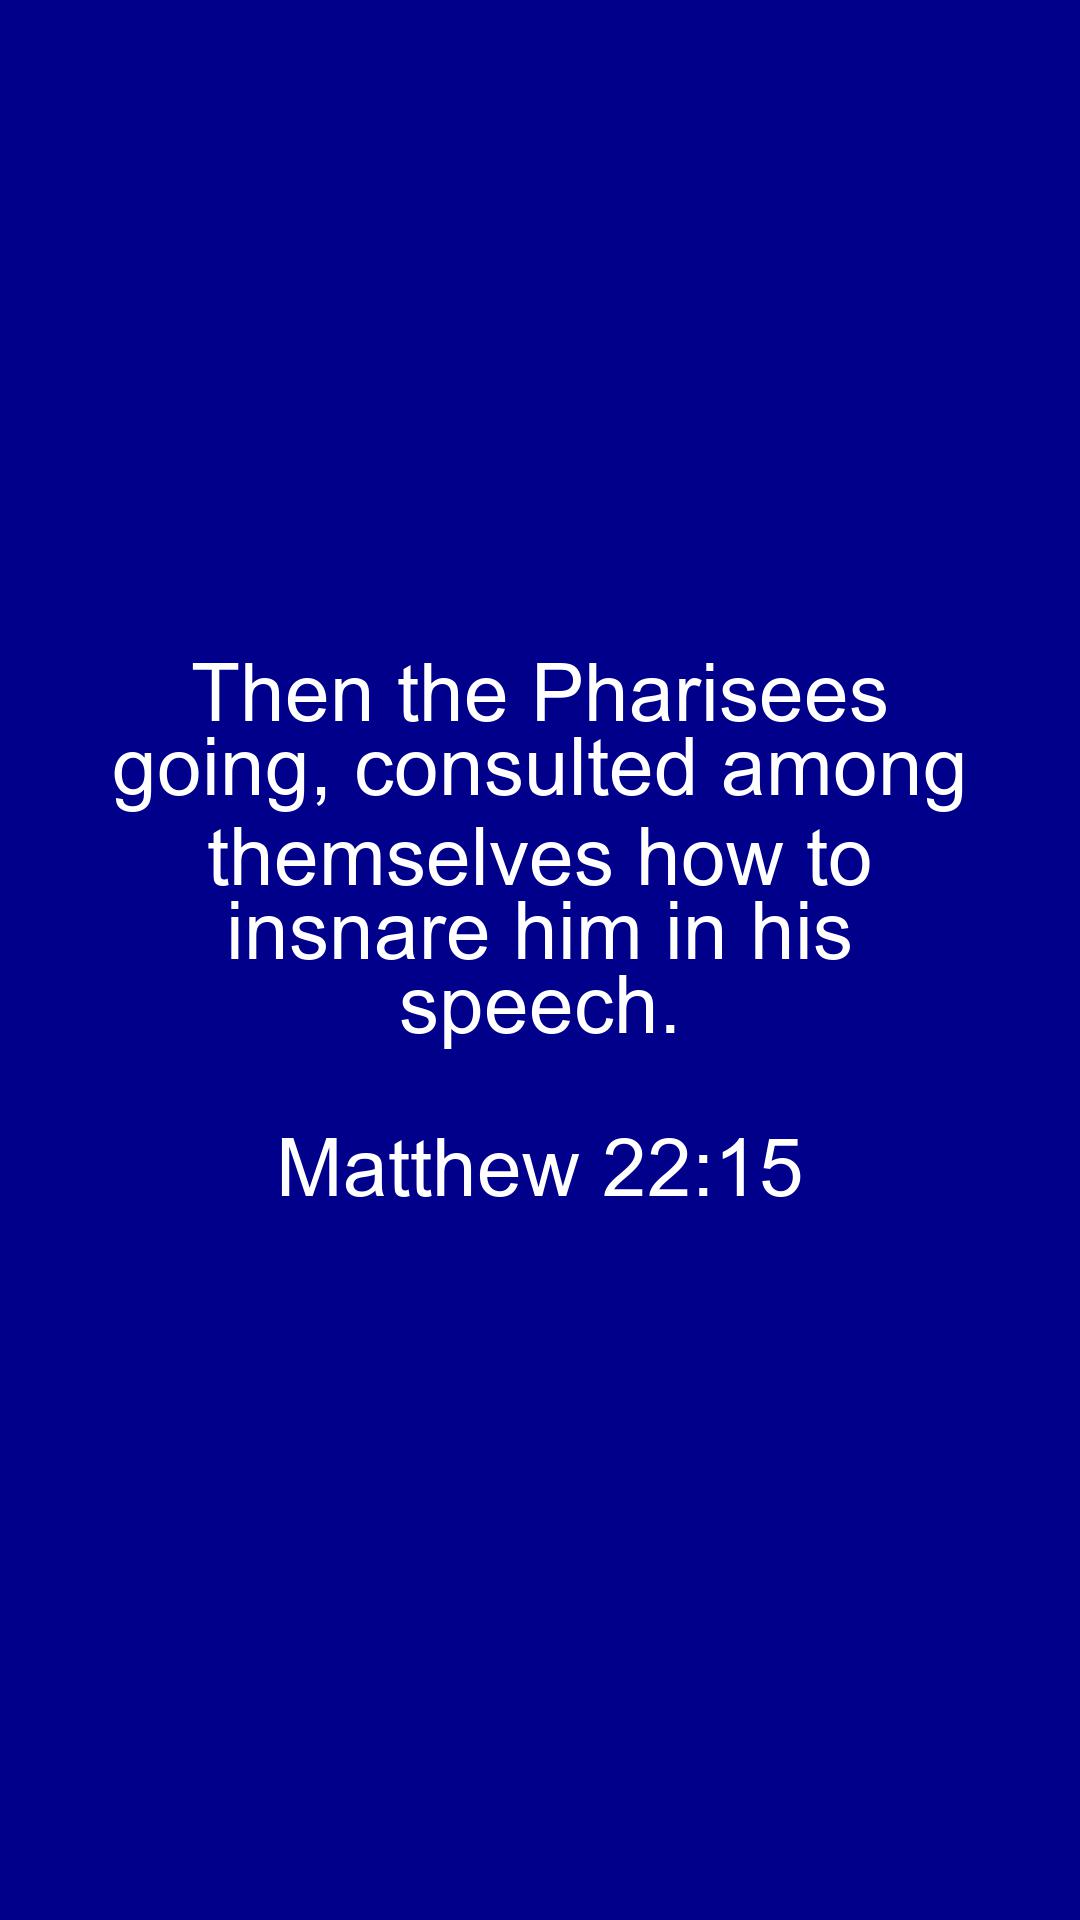 Then the Pharisees
going, consulted among
themselves how to
insnare him in his
speech.
Matthew 22:15